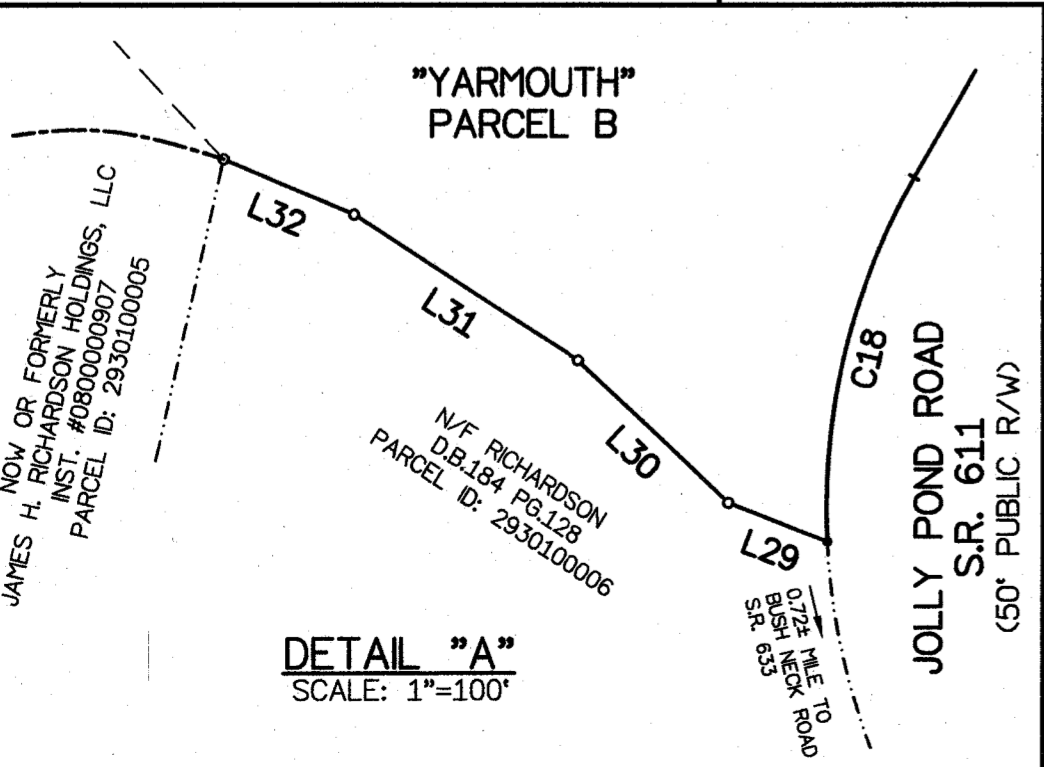 "YARMOUTH"
PARCEL B
L32
L31
L30
L29
C18
NOW OR FORMERLY
JAMES H. RICHARDSON HOLDINGS, LLC
INST. #080000907
PARCEL ID: 2930100005
N/F RICHARDSON
D.B.184 PG.128
PARCEL ID: 2930100006
JOLLY POND ROAD
S.R. 611
(50' PUBLIC R/W)
0.72± MILE TO
BUSH NECK ROAD
S.R. 633
DETAIL "A"
SCALE: 1"=100'